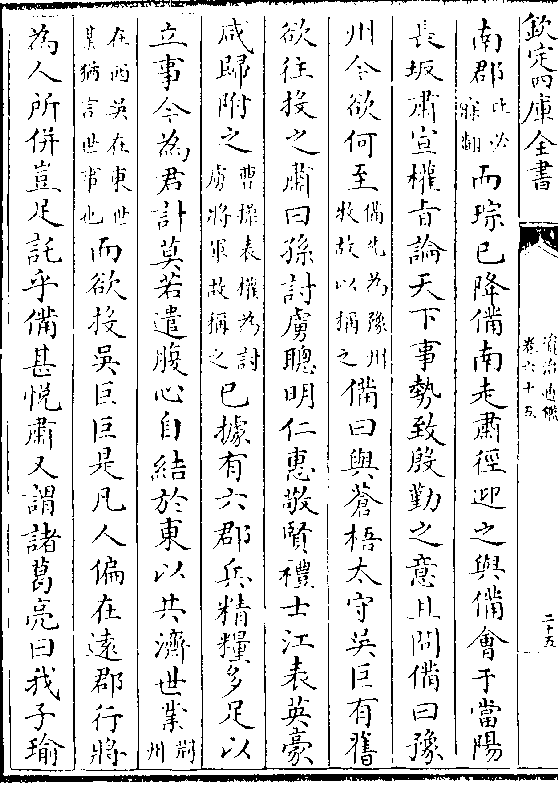 欽定四庫全書
資治通鑑
卷六十五
二十五
南郡比必寐翻而琮已降備南走肅徑迎之與備會于當陽
長坂肅宣權旨論天下事勢致殷勤之意且問備曰豫
州今欲何至備先為豫州牧故以稱之備曰與蒼梧太守吳巨有舊
欲往投之肅曰孫討虜聰明仁惠敬賢禮士江表英豪
咸歸附之曹操表權為討虜將軍故稱之已據有六郡兵精糧多足以
立事今為君計莫若遣腹心自結於東以共濟世業荆州
在西吳在東世業猶言世事也而欲投吳巨巨是凡人偏在遠郡行將
為人所併豈足託乎備甚悅肅又謂諸葛亮曰我子瑜